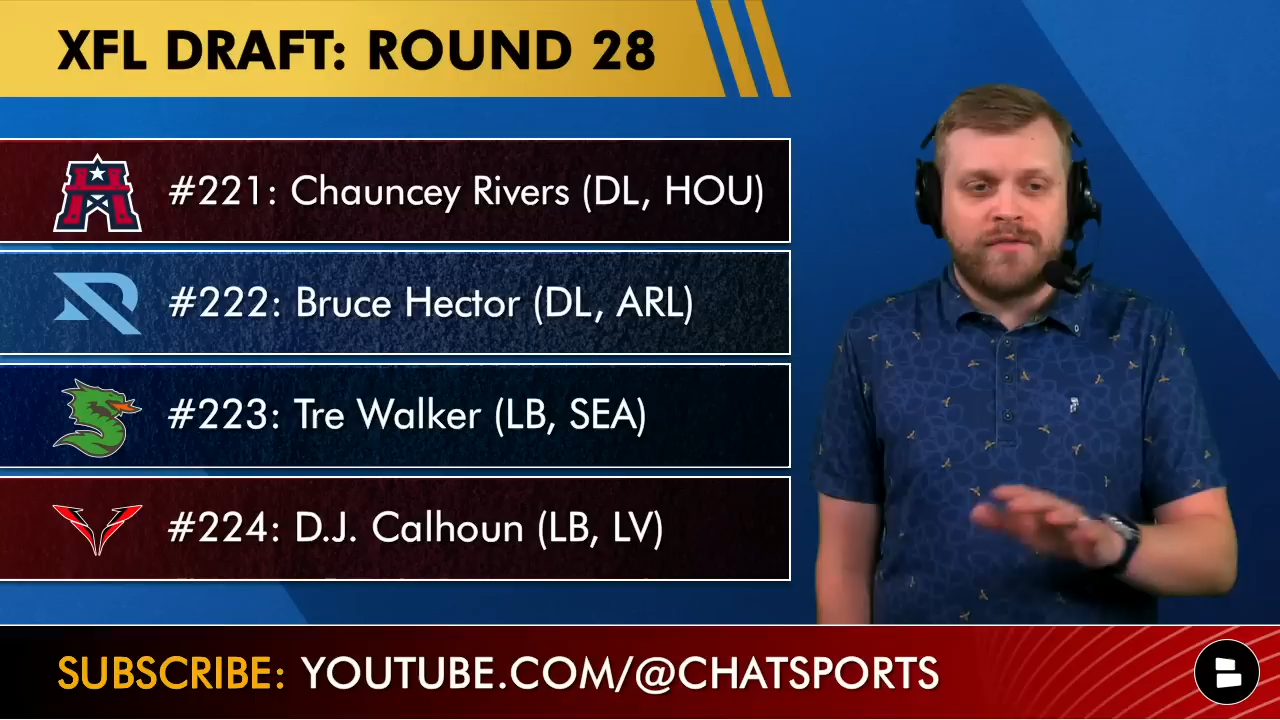 XFL DRAFT: ROUND 28
#221: Chauncey Rivers (DL, HOU)
#222: Bruce Hector (DL, ARL)
#223: Tre Walker (LB, SEA)
#224: D.J. Calhoun (LB, LV)
SUBSCRIBE: YOUTUBE.COM/@CHATSPORTS